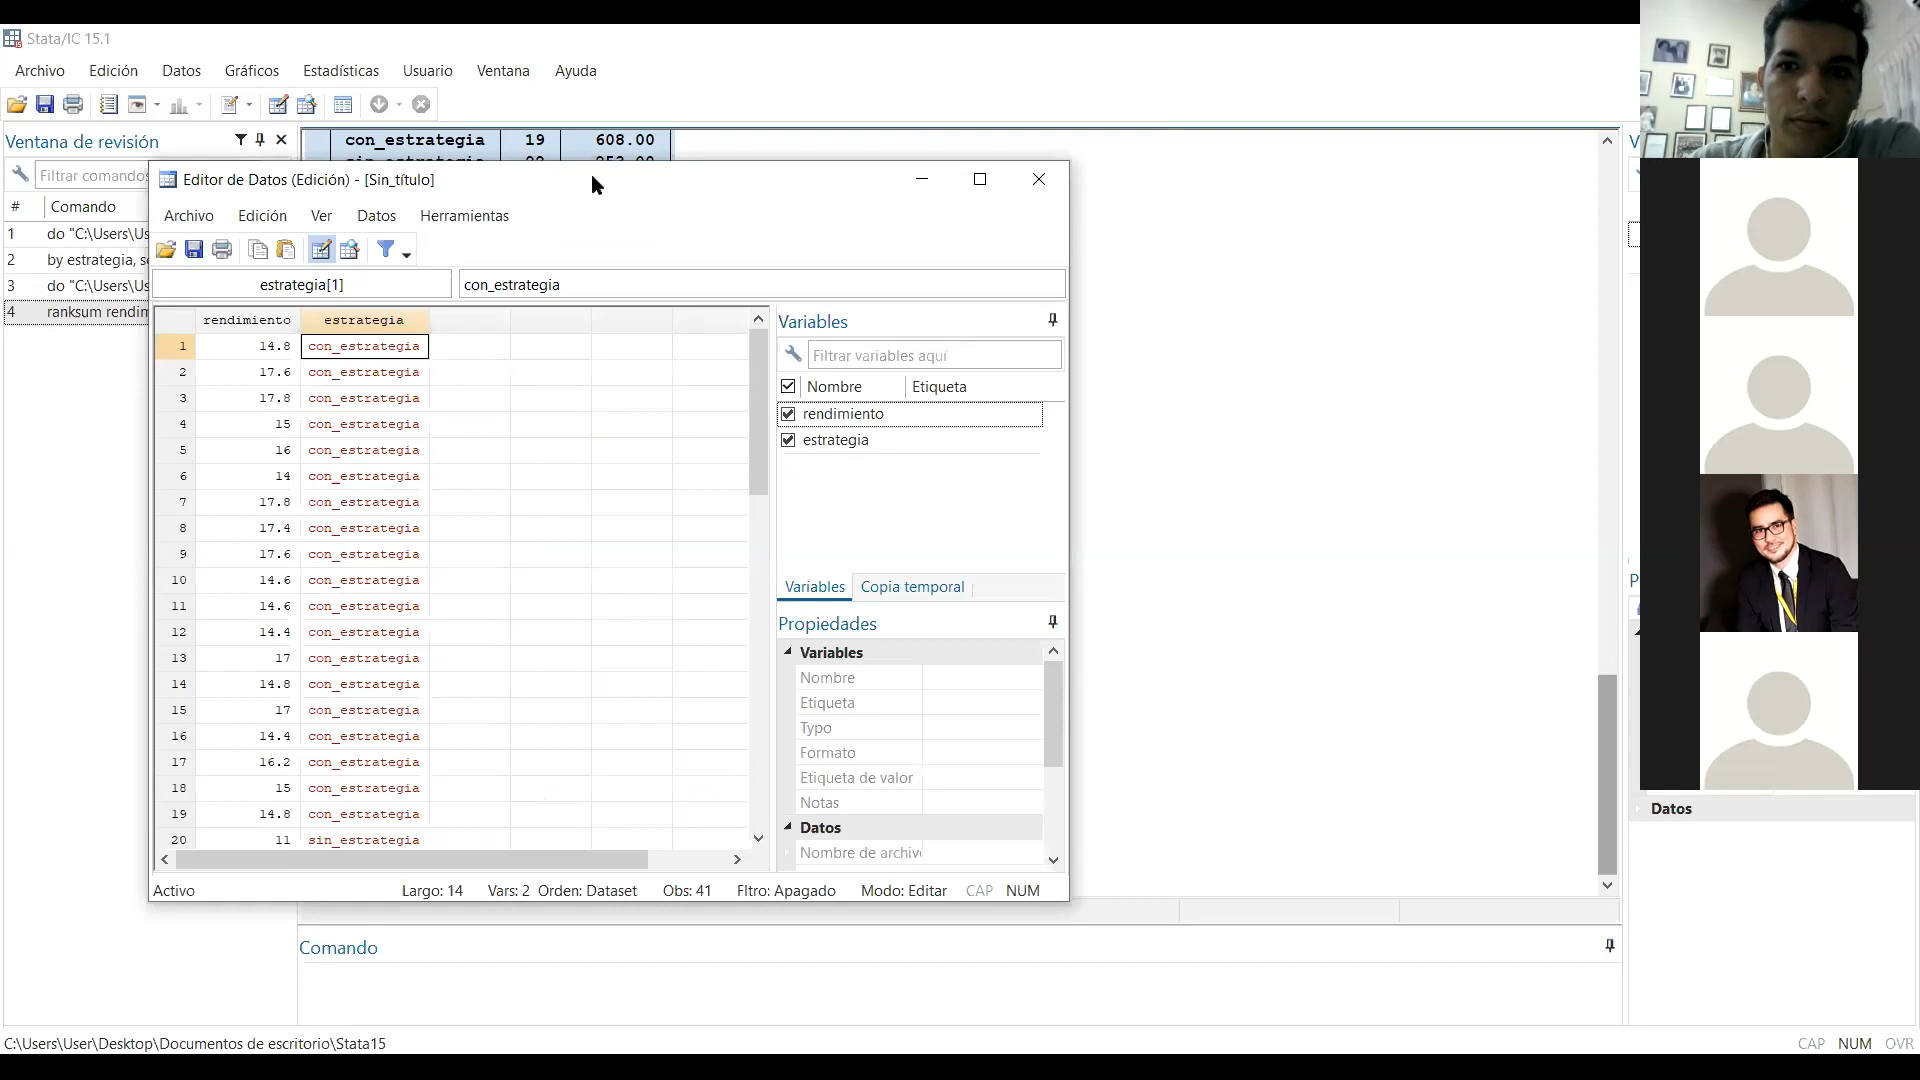 Stata/IC 15.1
Archivo Edición Datos Gráficos Estadísticas Usuario Ventana Ayuda
Ventana de revisión
Filtrar comandos
# Comando
1 do "C:\Users\Us
2 by estrategia, s
3 do "C:\Users\Us
4 ranksum rendim
con_estrategia 19 608.00
Editor de Datos (Edición) - [Sin_título]
Archivo Edición Ver Datos Herramientas
estrategia[1] con_estrategia
rendimiento estrategia
1 14.8 con_estrategia
2 17.6 con_estrategia
3 17.8 con_estrategia
4 15 con_estrategia
5 16 con_estrategia
6 14 con_estrategia
7 17.8 con_estrategia
8 17.4 con_estrategia
9 17.6 con_estrategia
10 14.6 con_estrategia
11 14.6 con_estrategia
12 14.4 con_estrategia
13 17 con_estrategia
14 14.8 con_estrategia
15 17 con_estrategia
16 14.4 con_estrategia
17 16.2 con_estrategia
18 15 con_estrategia
19 14.8 con_estrategia
20 11 sin_estrategia
Variables
Filtrar variables aquí
Nombre Etiqueta
rendimiento
estrategia
Variables Copia temporal
Propiedades
Variables
Nombre
Etiqueta
Typo
Formato
Etiqueta de valor
Notas
Datos
Nombre de archiv
Activo Largo: 14 Vars: 2 Orden: Dataset Obs: 41 Fltro: Apagado Modo: Editar CAP NUM
V
P
Datos
Comando
C:\Users\User\Desktop\Documentos de escritorio\Stata15 CAP NUM OVR